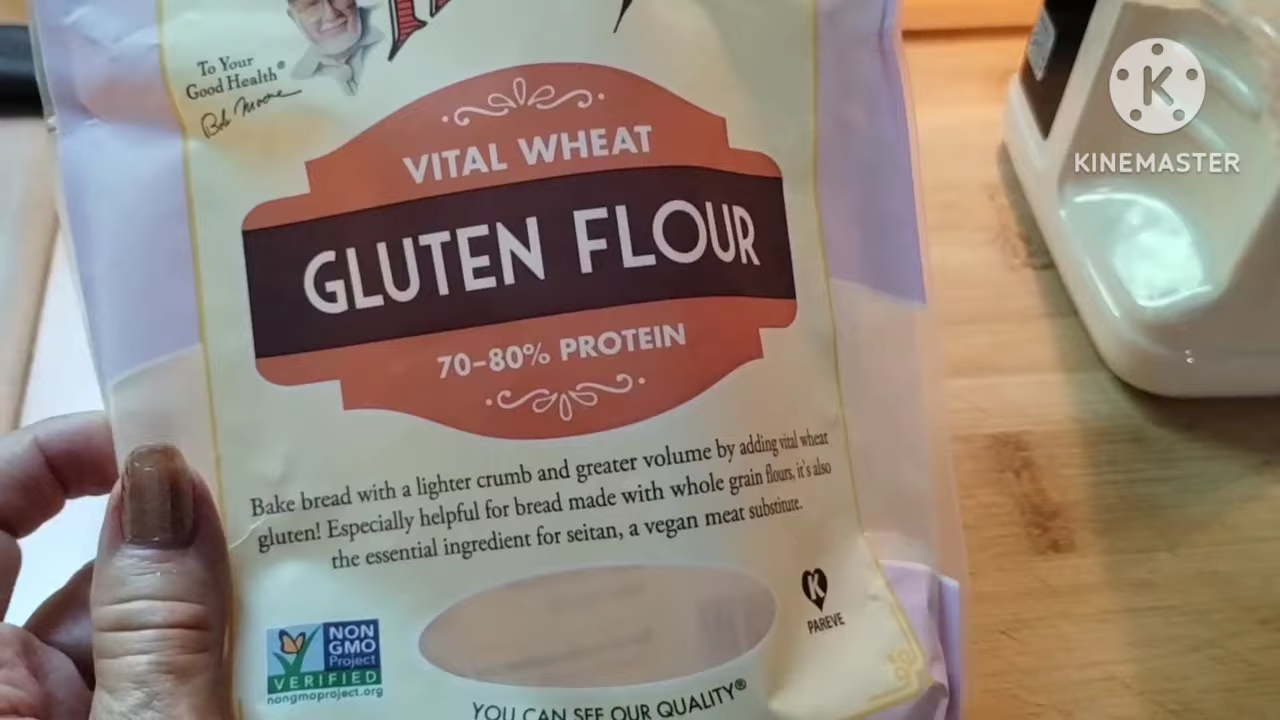 To Your
Good Health®
Bob Moore
VITAL WHEAT
GLUTEN FLOUR
70-80% PROTEIN
Bake bread with a lighter crumb and greater volume by adding vital wheat
gluten! Especially helpful for bread made with whole grain flours, it's also
the essential ingredient for seitan, a vegan meat substitute.
K
PAREVE
NON
GMO
Project
VERIFIED
nongmoproject.org
YOU CAN SEE OUR QUALITY®
K
KINEMASTER